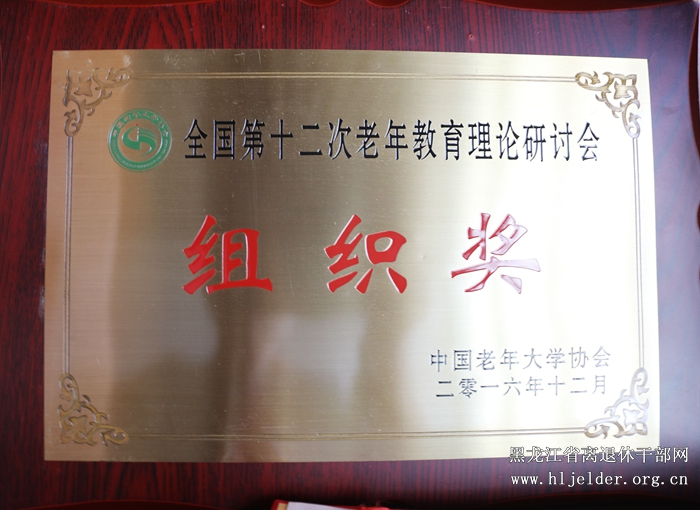 全国第十二次老年教育理论研讨会
组织奖
中国老年大学协会
二零一六年十二月
黑龙江省离退休干部网
www.hljelder.org.cn